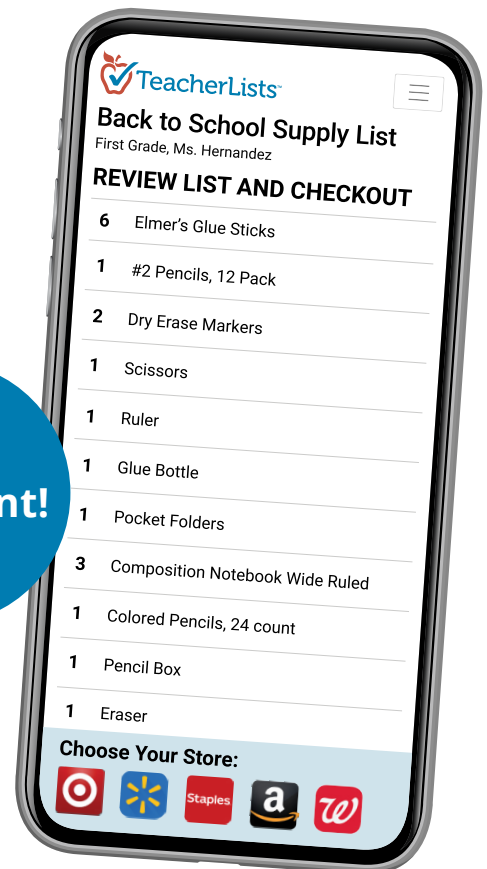 TeacherLists™
Back to School Supply List
First Grade, Ms. Hernandez
REVIEW LIST AND CHECKOUT
6 Elmer's Glue Sticks
1 #2 Pencils, 12 Pack
2 Dry Erase Markers
1 Scissors
1 Ruler
1 Glue Bottle
nt!
1 Pocket Folders
3 Composition Notebook Wide Ruled
1 Colored Pencils, 24 count
1 Pencil Box
1 Eraser
Choose Your Store:
Staples
a
W